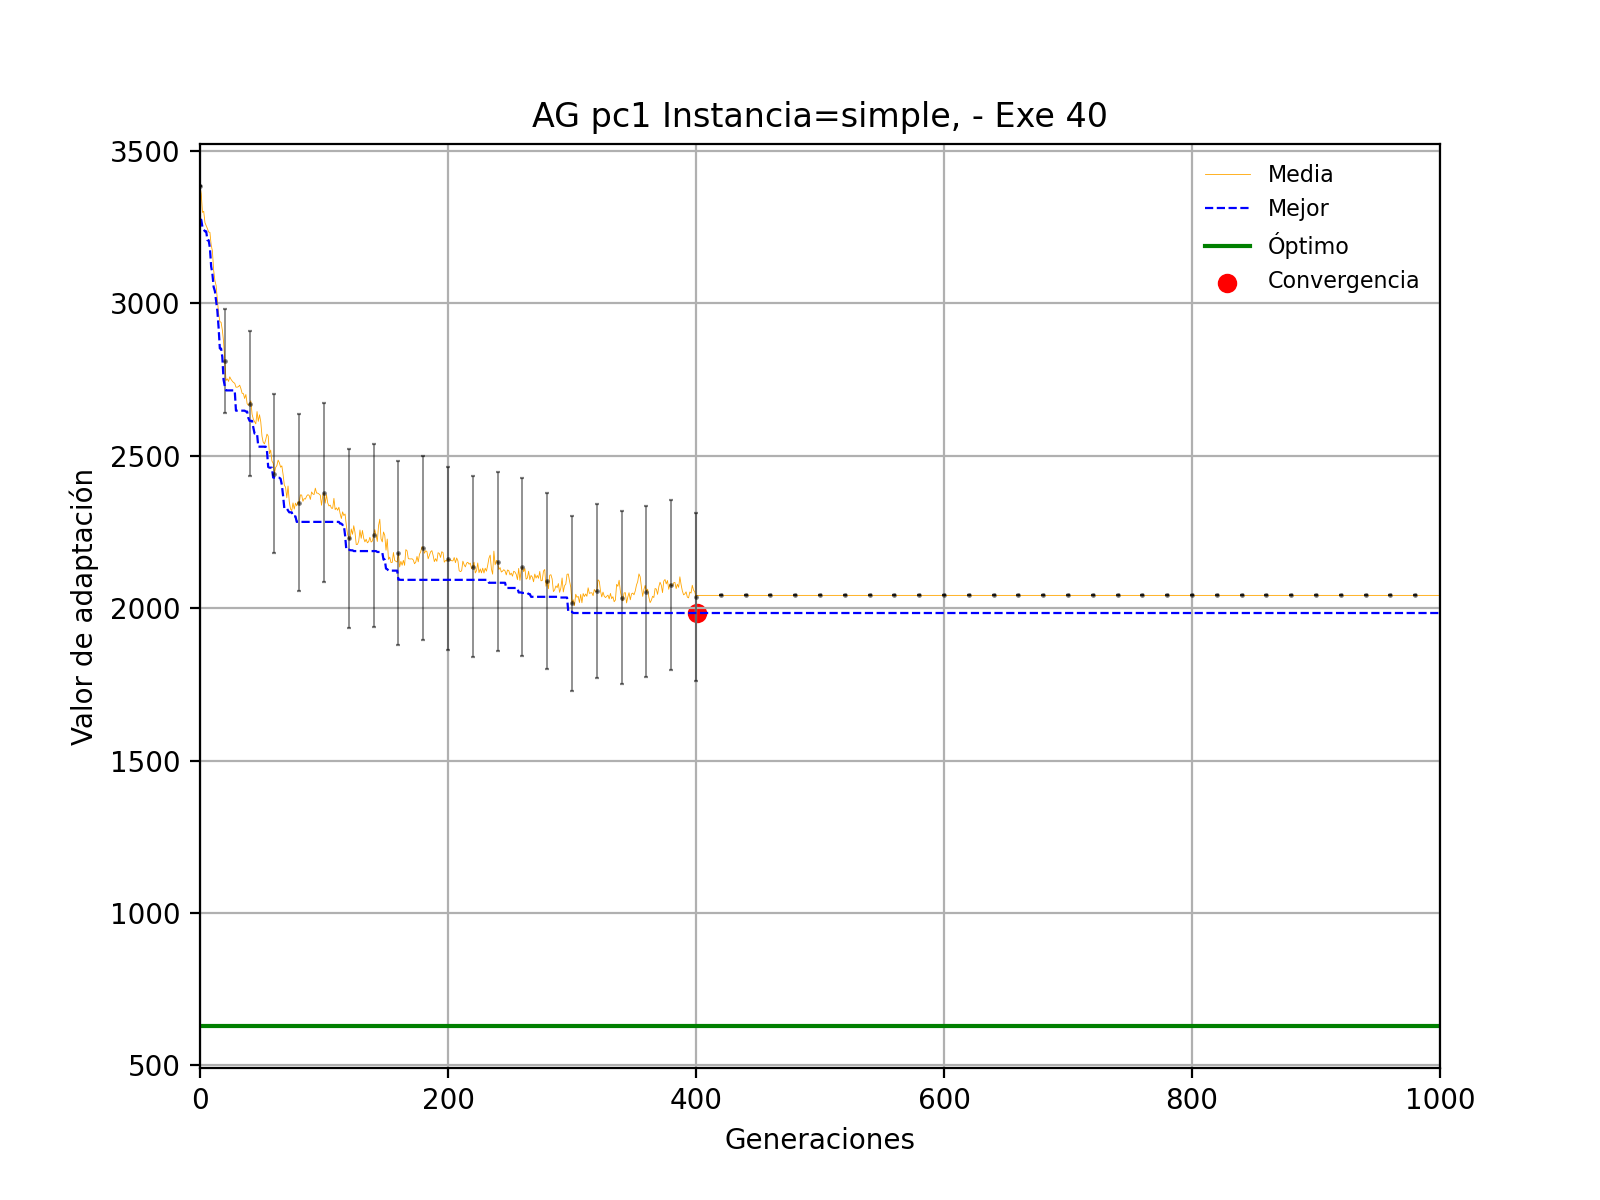 AG pc1 Instancia=simple, - Exe 40
3500
3000
2500
2000
1500
1000
500
Valor de adaptación
Media
Mejor
Óptimo
Convergencia
0 200 400 600 800 1000
Generaciones